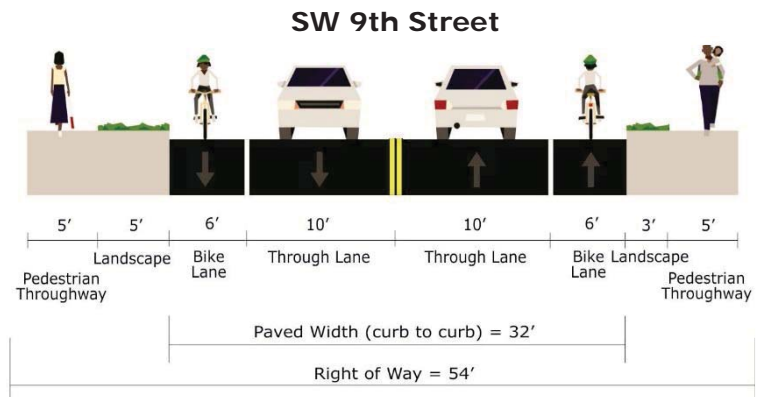 SW 9th Street
5′ 5′ 6′ 10′ 10′ 6′ 3′ 5′
Pedestrian Throughway
Landscape
Bike Lane
Through Lane
Through Lane
Bike Lane
Landscape
Pedestrian Throughway
Paved Width (curb to curb) = 32′
Right of Way = 54′